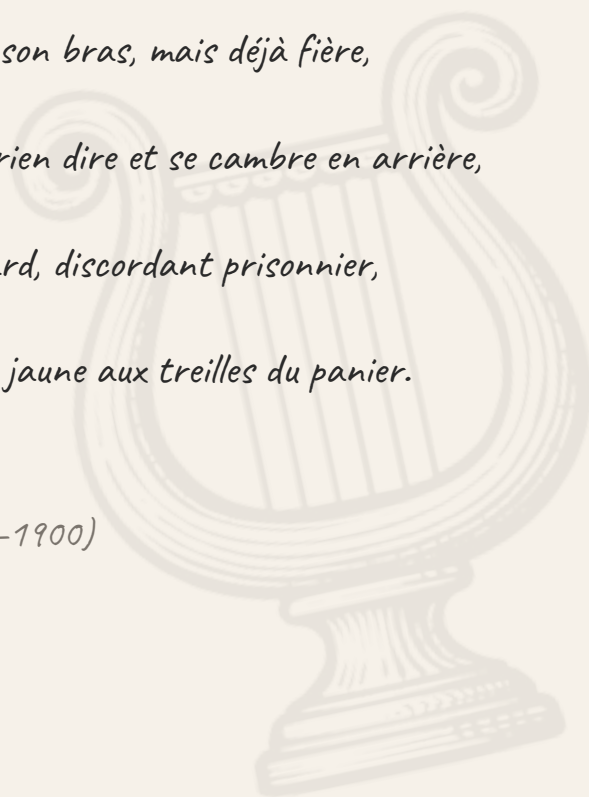 son bras, mais déjà fière,
rien dire et se cambre en arrière,
rd, discordant prisonnier,
jaune aux treilles du panier.
-1900)